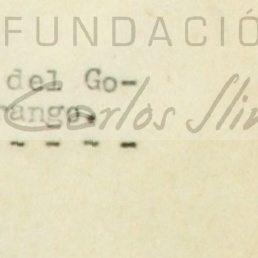 FUNDACIÓ
del Go-
rango.
Carlos Slim
- - - -